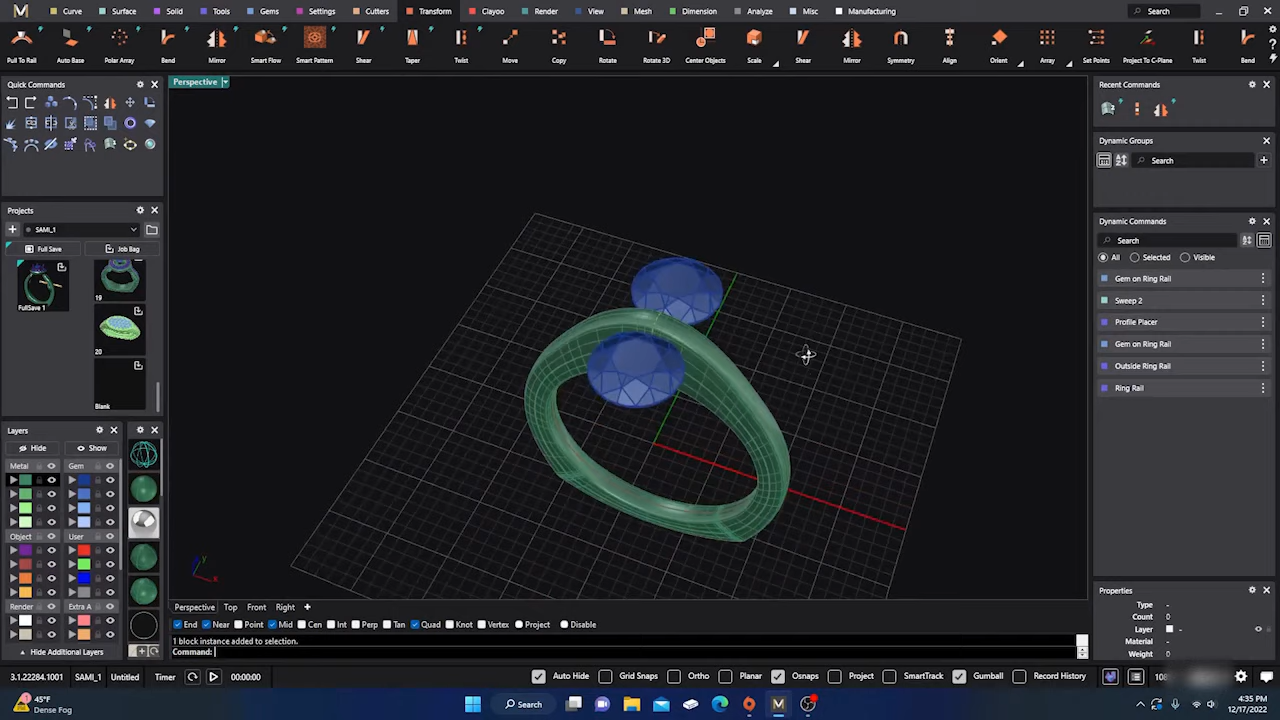 Curve Surface Solid Tools Gems Settings Cutters Transform Clayoo Render View Mesh Dimension Analyze Misc Manufacturing Search
Pull To Rail Auto Base Polar Array Bend Mirror Smart Flow Smart Pattern Shear Taper Twist Move Copy Rotate Rotate 3D Center Objects Scale Shear Mirror Symmetry Align Orient Array Set Points Project To C-Plane Twist Bend
Quick Commands
Projects
SAMI_1
Full Save Job Bag
FullSave 1
19
20
Blank
Layers
Hide Show
Metal Gem
Object User
Render Extra A
Hide Additional Layers
Perspective
y
x
Perspective Top Front Right
End Near Point Mid Cen Int Perp Tan Quad Knot Vertex Project Disable
1 block instance added to selection.
Command:
Recent Commands
Dynamic Groups
Search
Dynamic Commands
Search
All Selected Visible
Gem on Ring Rail
Sweep 2
Profile Placer
Gem on Ring Rail
Outside Ring Rail
Ring Rail
Properties
Type -
Count 0
Layer -
Material -
Weight 0
3.1.22284.1001 SAMI_1 Untitled Timer 00:00:00 Auto Hide Grid Snaps Ortho Planar Osnaps Project SmartTrack Gumball Record History
45°F
Dense Fog
Search
4:35 PM
12/17/2022